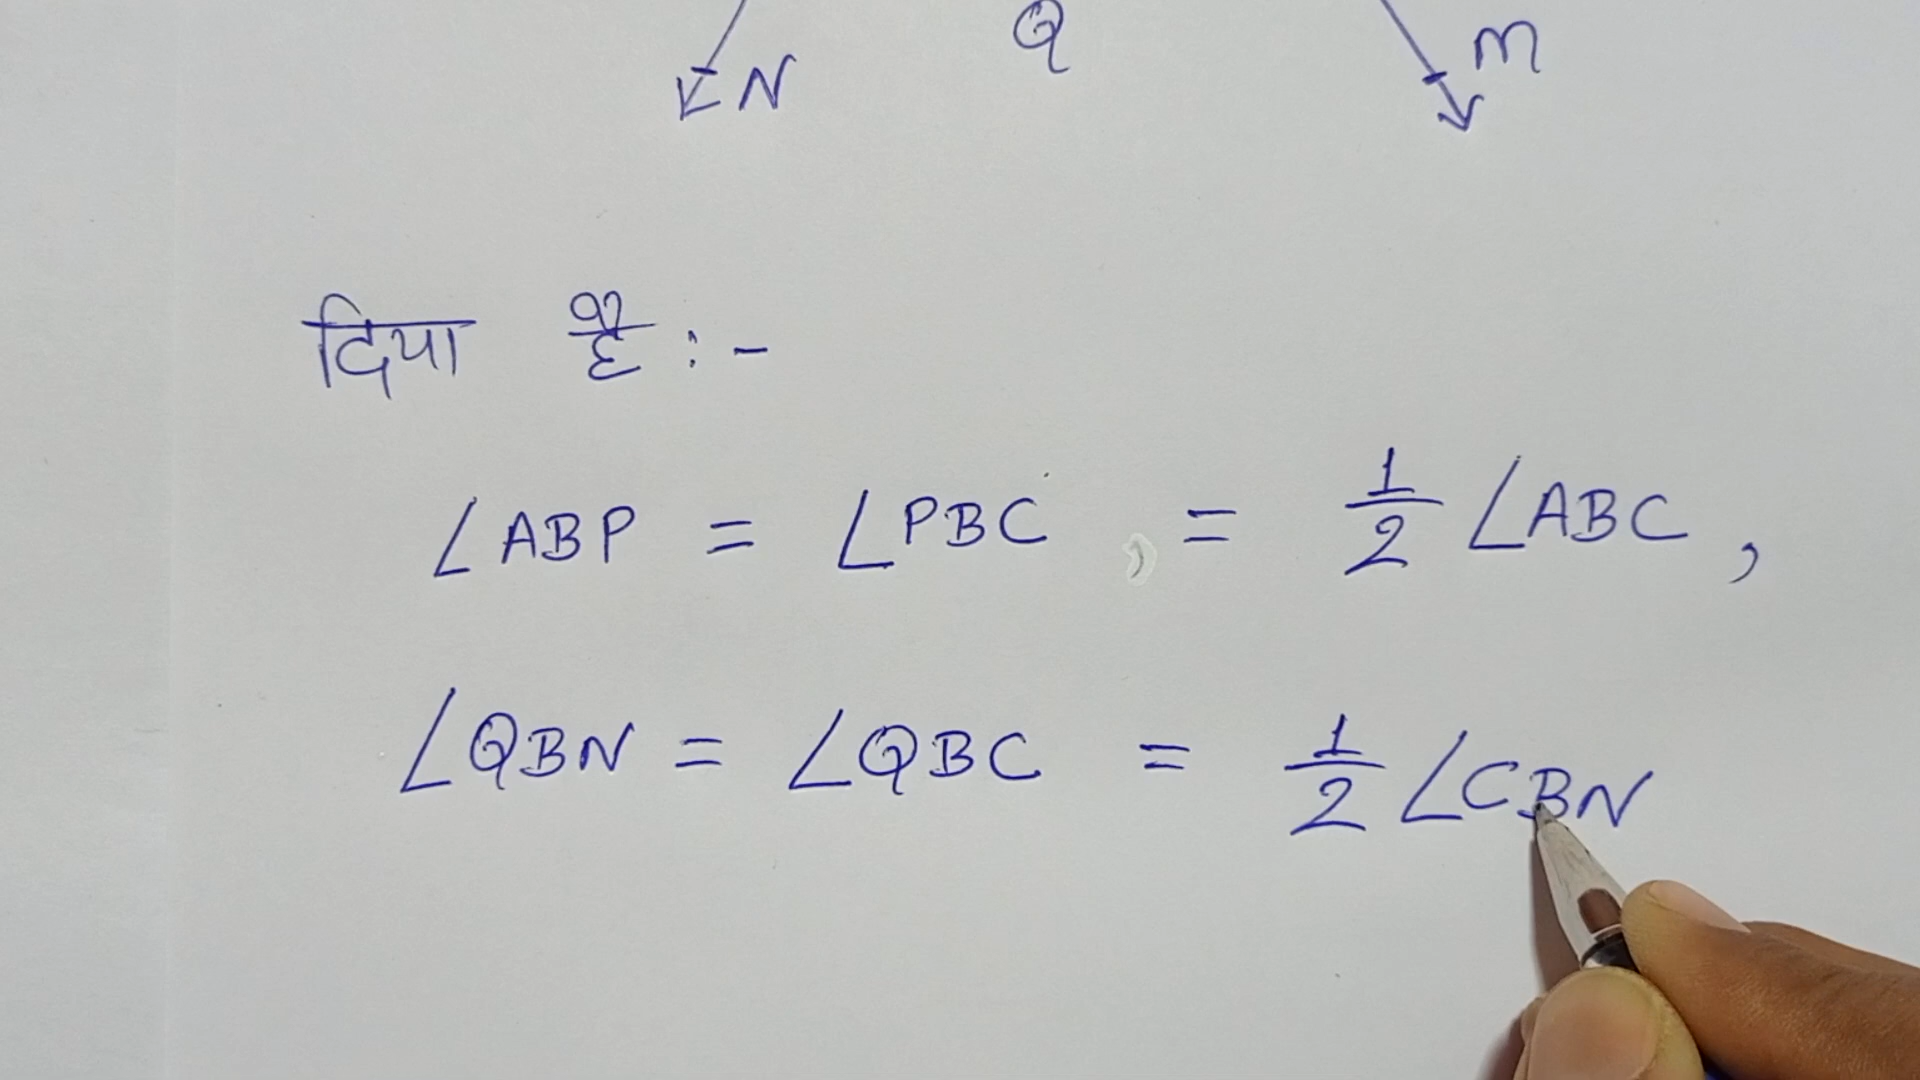 N Q M
दिया है :-
∠ABP = ∠PBC , = 1/2 ∠ABC ,
∠QBN = ∠QBC = 1/2 ∠CBN